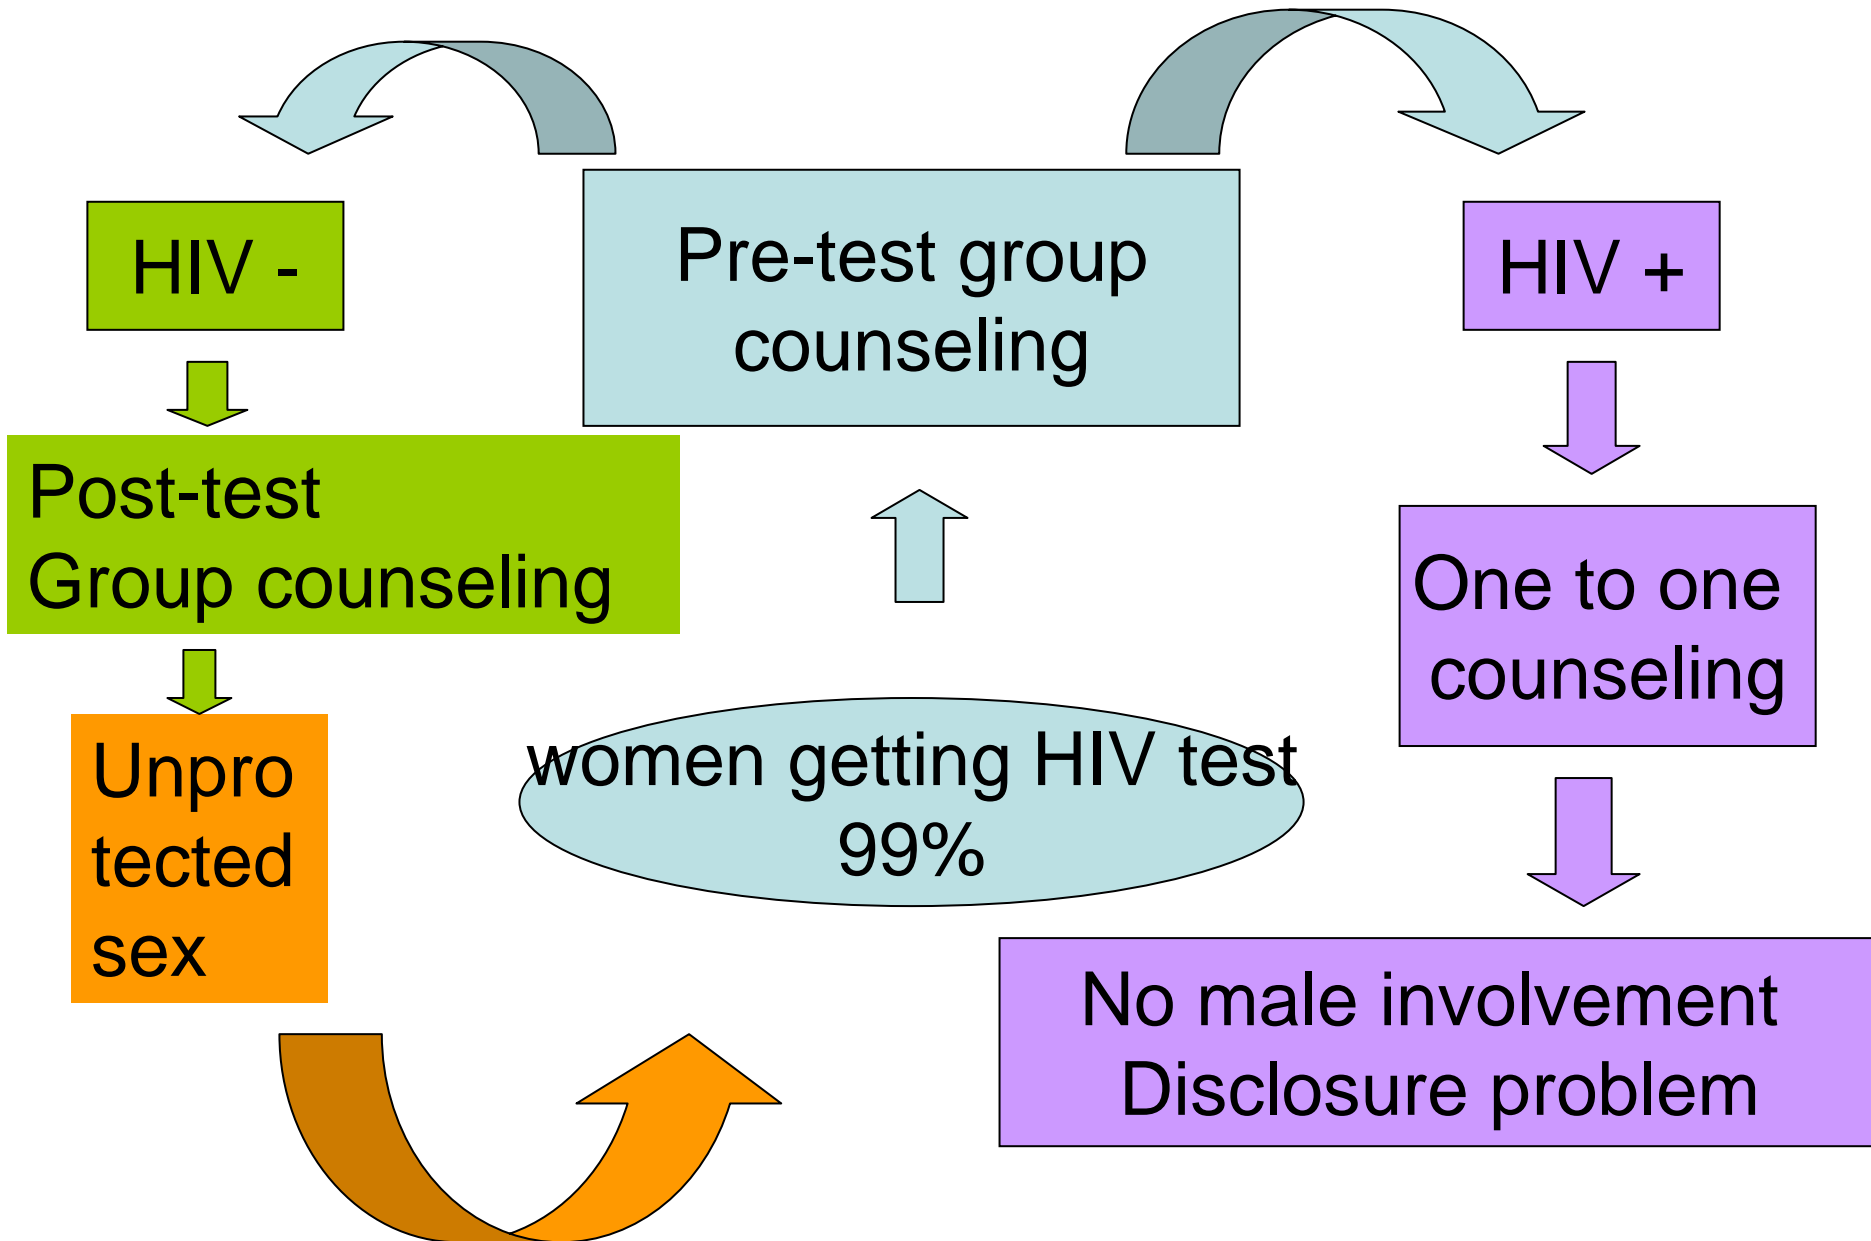 HIV -
Pre-test group
counseling
HIV +
Post-test
Group counseling
One to one
counseling
Unpro
tected
sex
women getting HIV test
99%
No male involvement
Disclosure problem